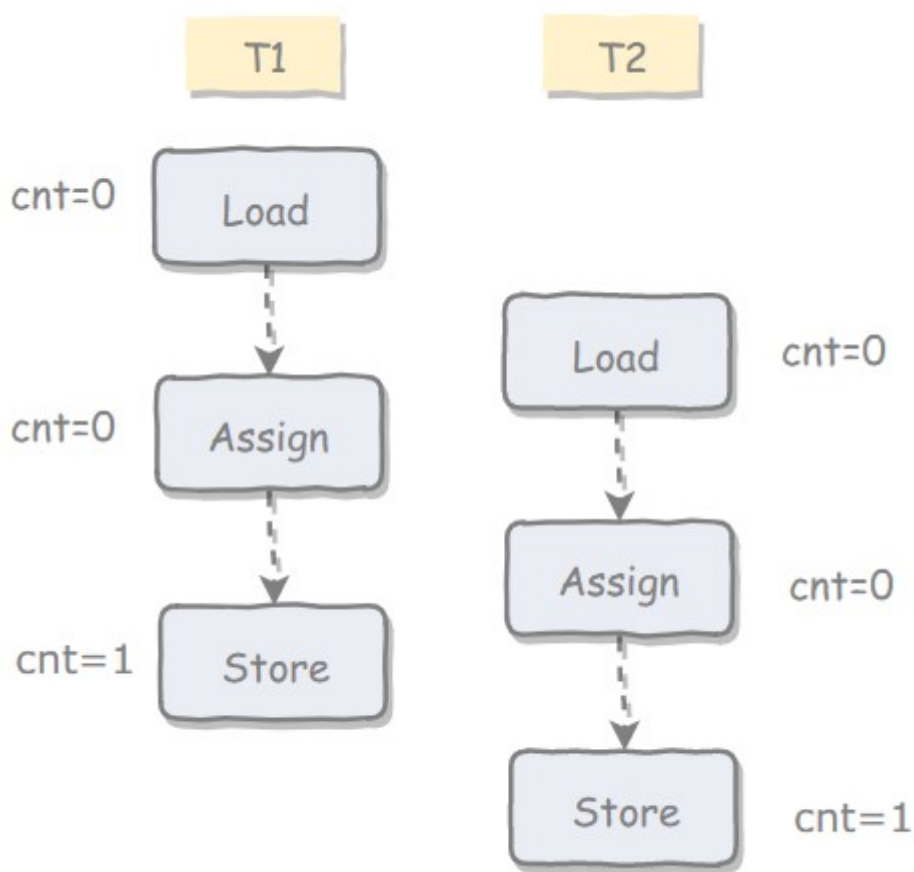 T1
T2
cnt=0
Load
Load
cnt=0
cnt=0
Assign
Assign
cnt=0
cnt=1
Store
Store
cnt=1